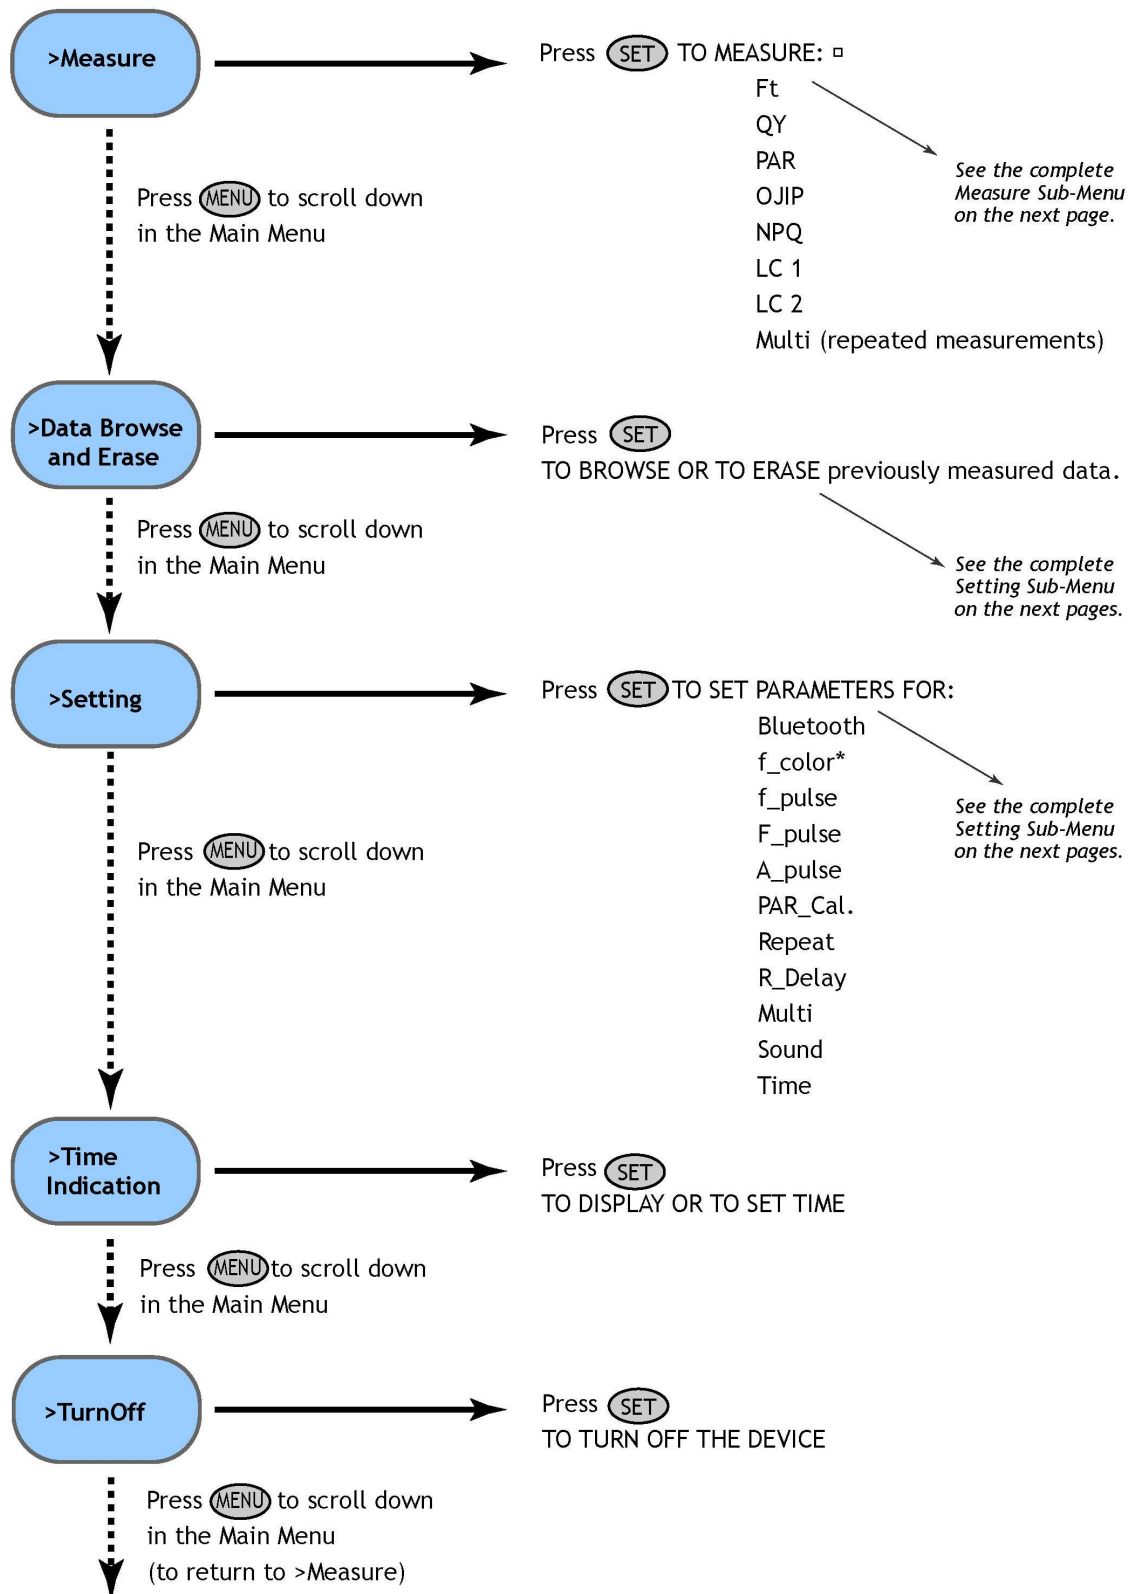 >Measure
Press SET TO MEASURE:
Ft
QY
PAR
OJIP
NPQ
LC 1
LC 2
Multi (repeated measurements)
See the complete
Measure Sub-Menu
on the next page.
Press MENU to scroll down
in the Main Menu
>Data Browse
and Erase
Press SET
TO BROWSE OR TO ERASE previously measured data.
See the complete
Setting Sub-Menu
on the next pages.
Press MENU to scroll down
in the Main Menu
>Setting
Press SET TO SET PARAMETERS FOR:
Bluetooth
f_color*
f_pulse
F_pulse
A_pulse
PAR_Cal.
Repeat
R_Delay
Multi
Sound
Time
See the complete
Setting Sub-Menu
on the next pages.
Press MENU to scroll down
in the Main Menu
>Time
Indication
Press SET
TO DISPLAY OR TO SET TIME
Press MENU to scroll down
in the Main Menu
>TurnOff
Press SET
TO TURN OFF THE DEVICE
Press MENU to scroll down
in the Main Menu
(to return to >Measure)